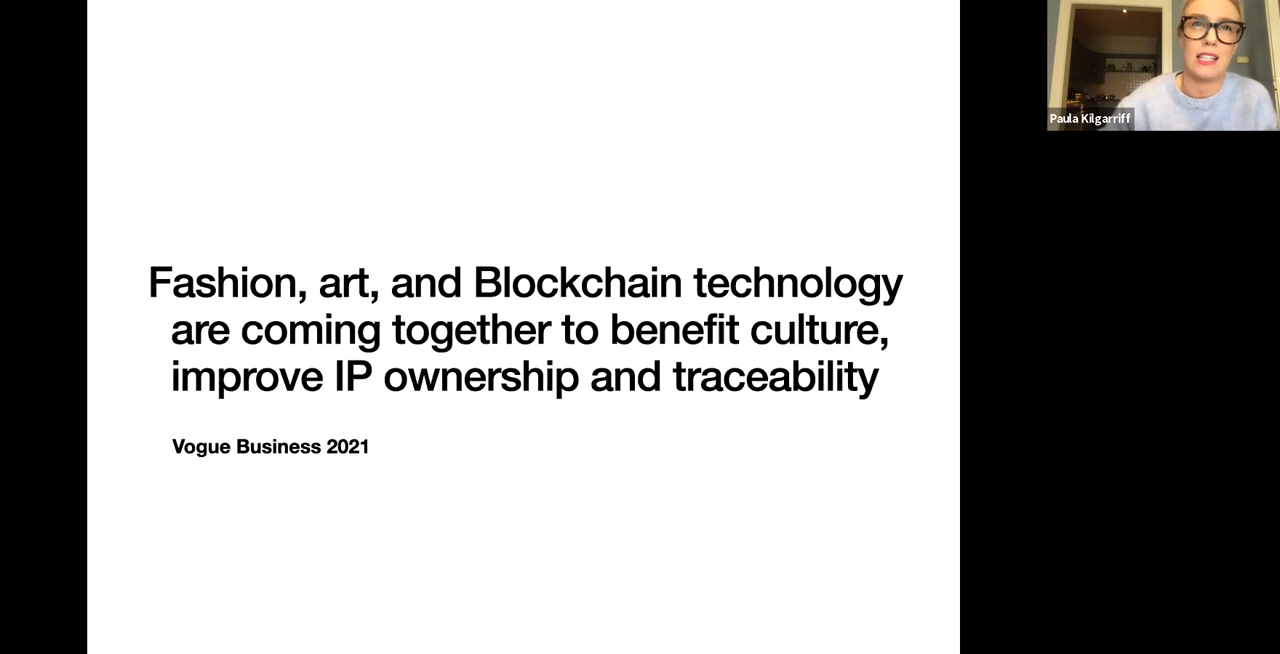 Fashion, art, and Blockchain technology
are coming together to benefit culture,
improve IP ownership and traceability
Vogue Business 2021
Paula Kilgarriff